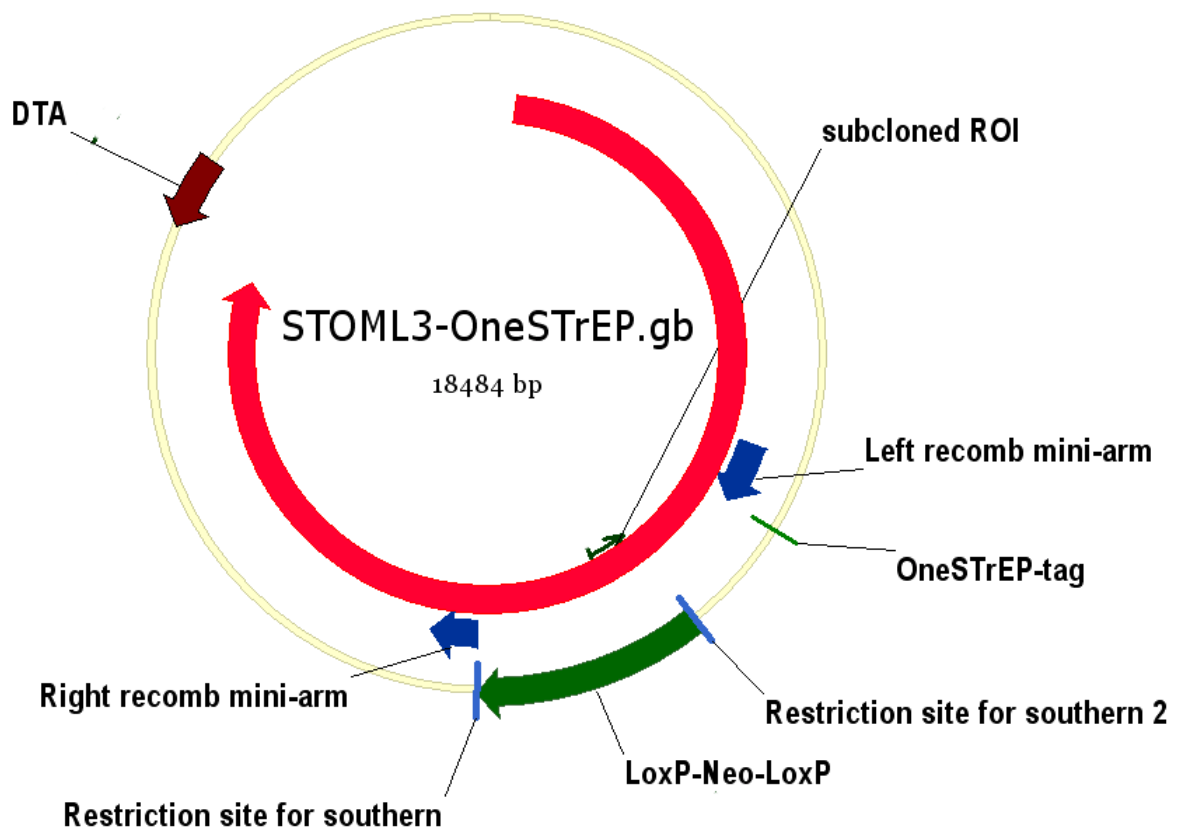 DTA
subcloned ROI
STOML3-OneSTrEP.gb
18484 bp
Left recomb mini-arm
OneSTrEP-tag
Right recomb mini-arm
Restriction site for southern 2
LoxP-Neo-LoxP
Restriction site for southern